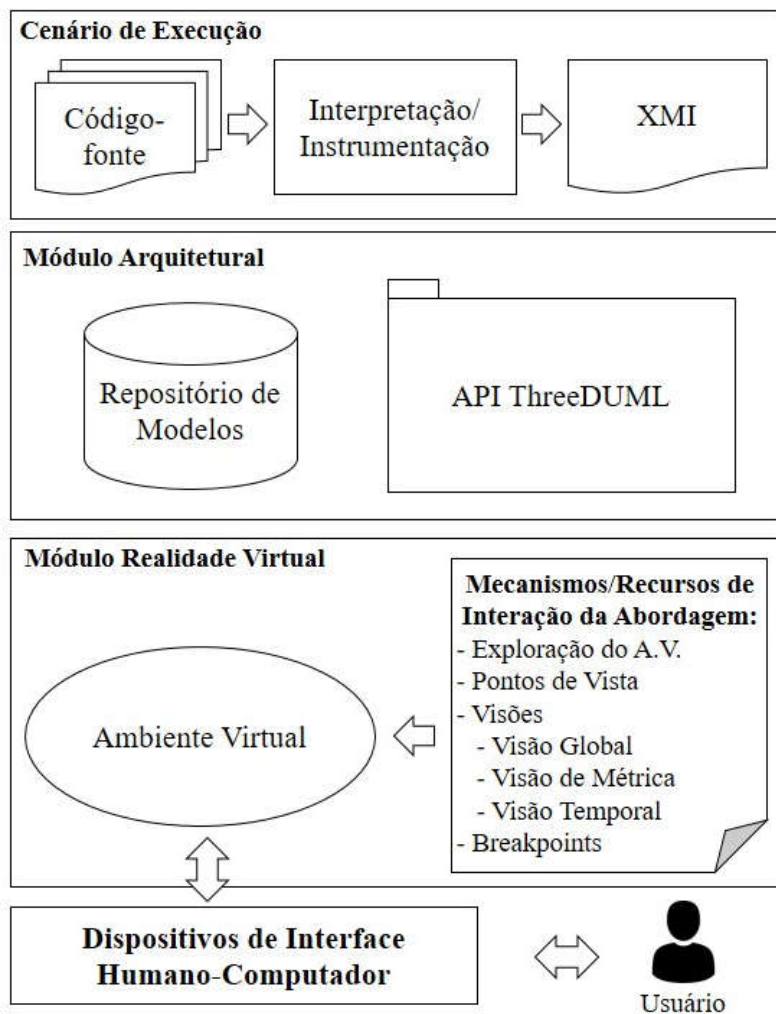 Cenário de Execução
Código-
fonte
Interpretação/
Instrumentação
XMI
Módulo Arquitetural
Repositório de
Modelos
API ThreeDUML
Módulo Realidade Virtual
Ambiente Virtual
Mecanismos/Recursos de
Interação da Abordagem:
- Exploração do A.V.
- Pontos de Vista
- Visões
- Visão Global
- Visão de Métrica
- Visão Temporal
- Breakpoints
Dispositivos de Interface
Humano-Computador
Usuário